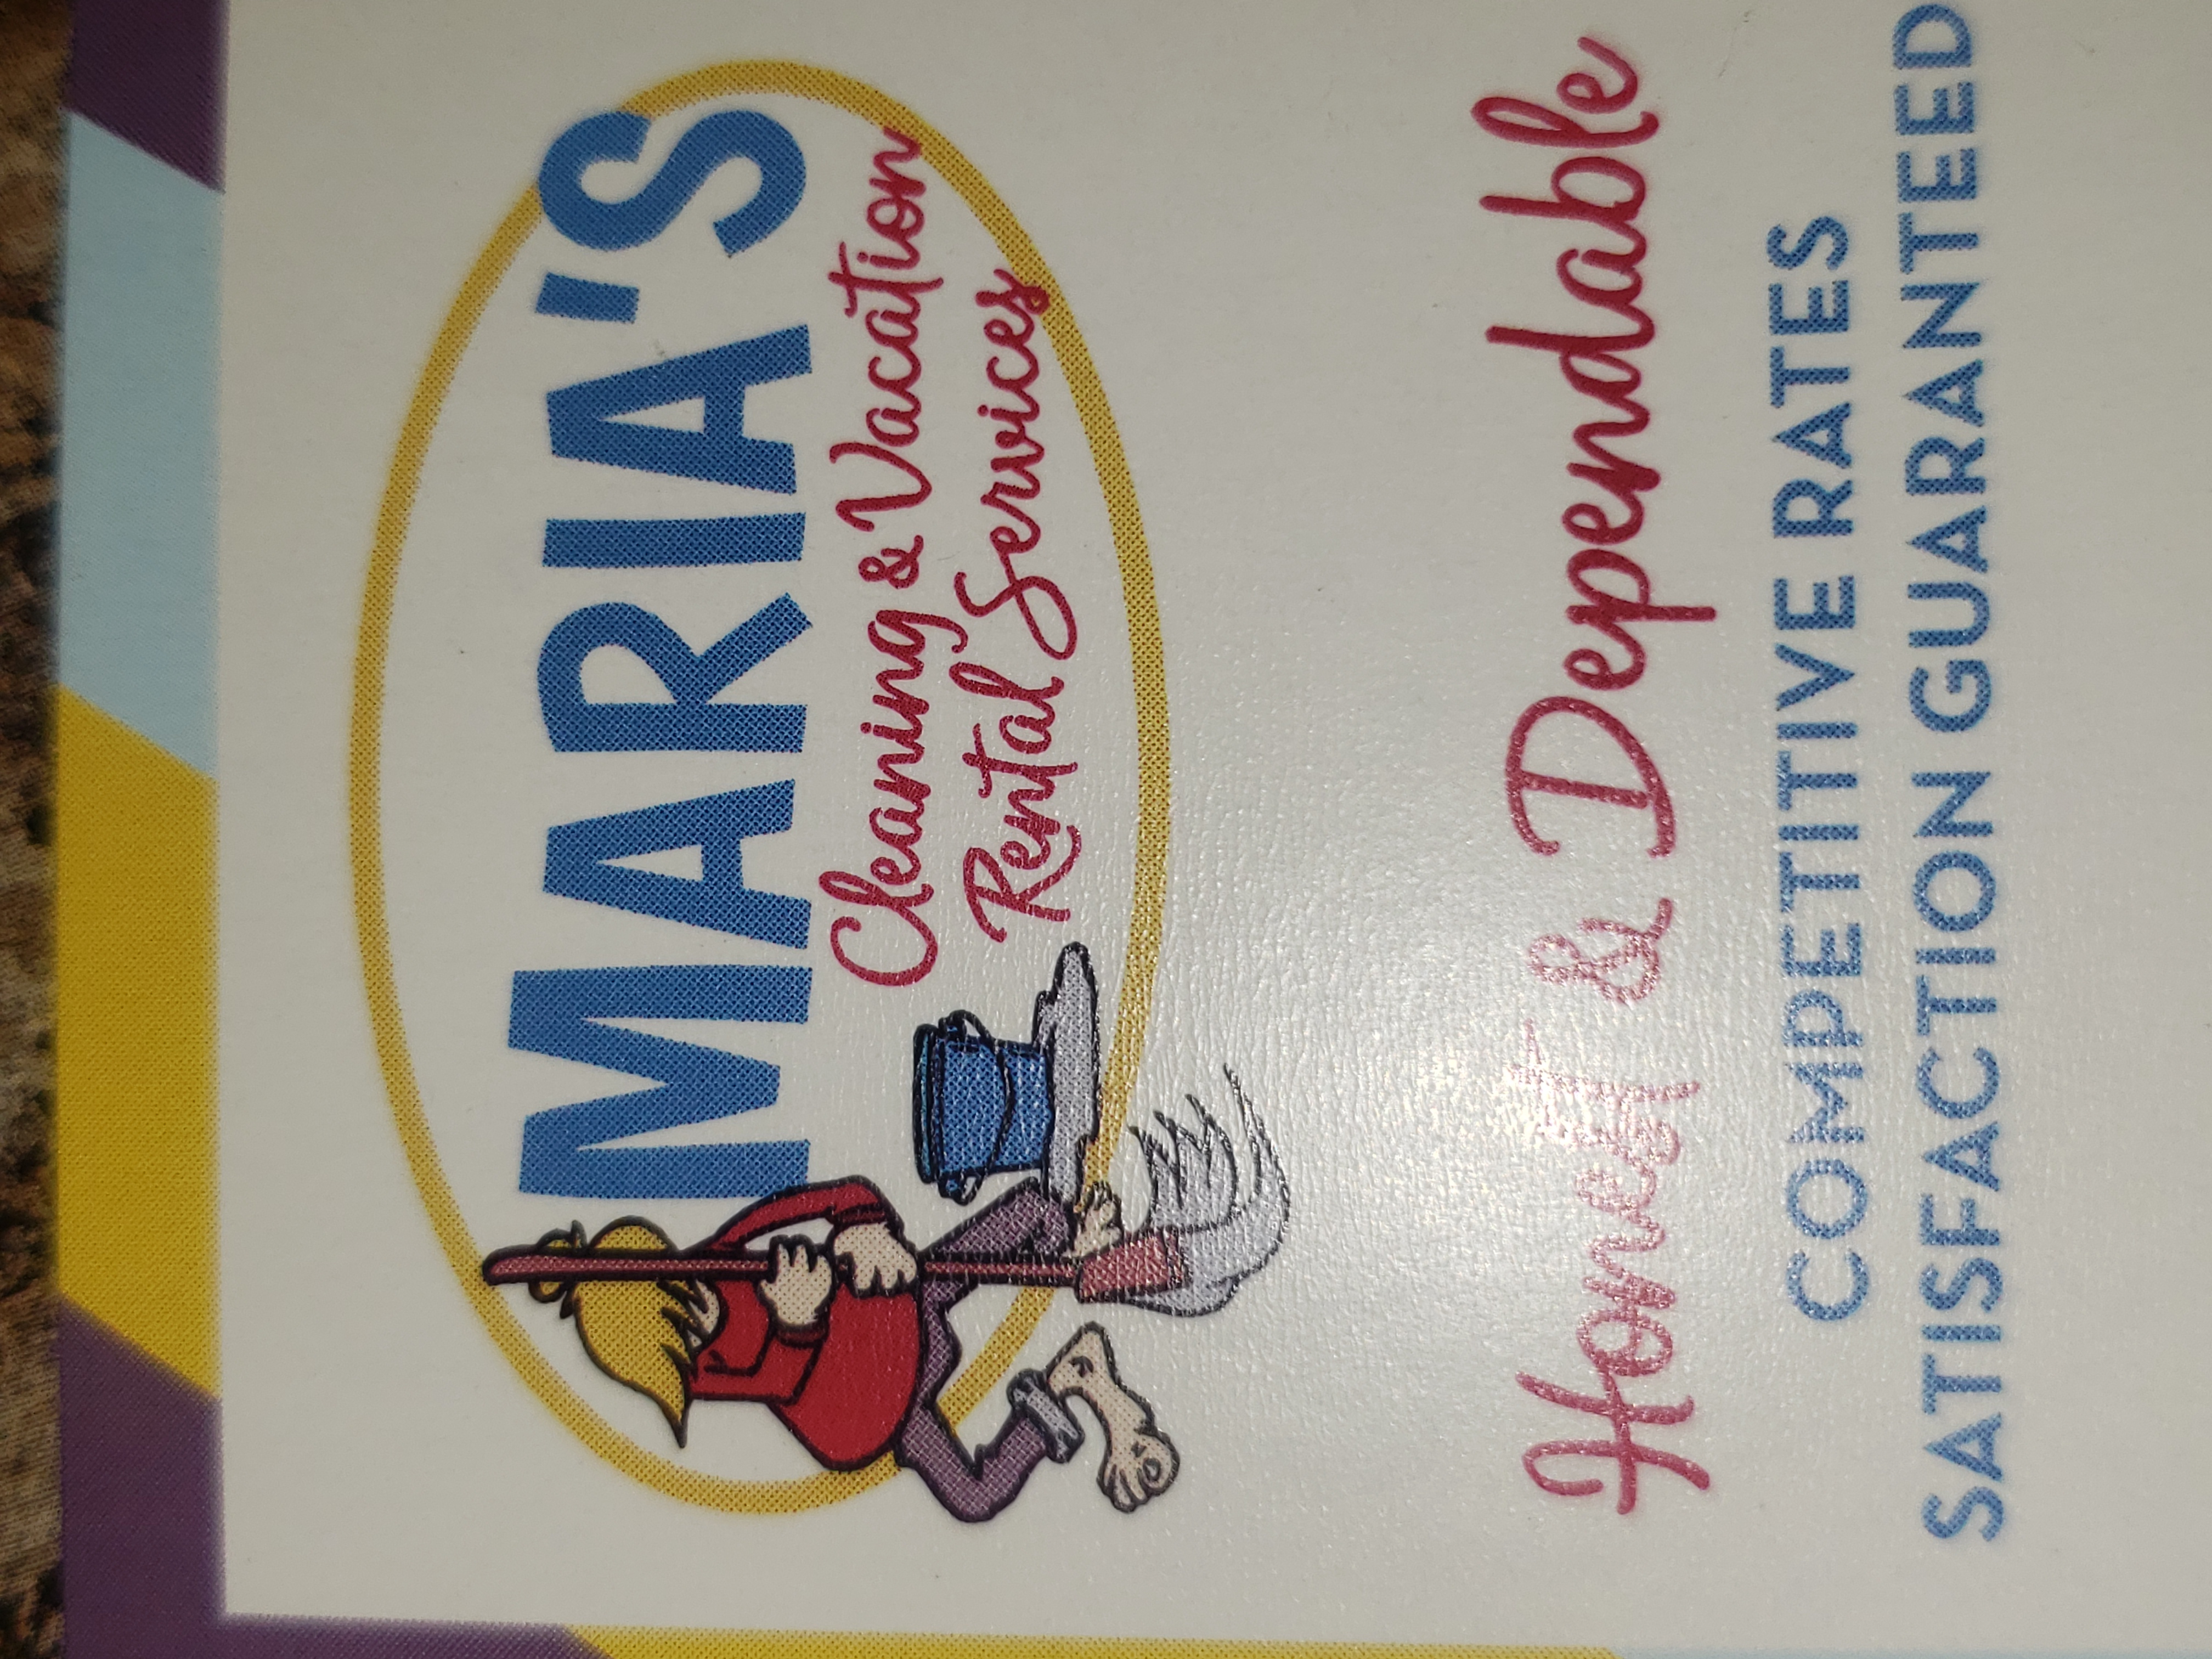 MARIA'S
Cleaning & Vacation
Rental Services
Honest & Dependable
COMPETITIVE RATES
SATISFACTION GUARANTEED